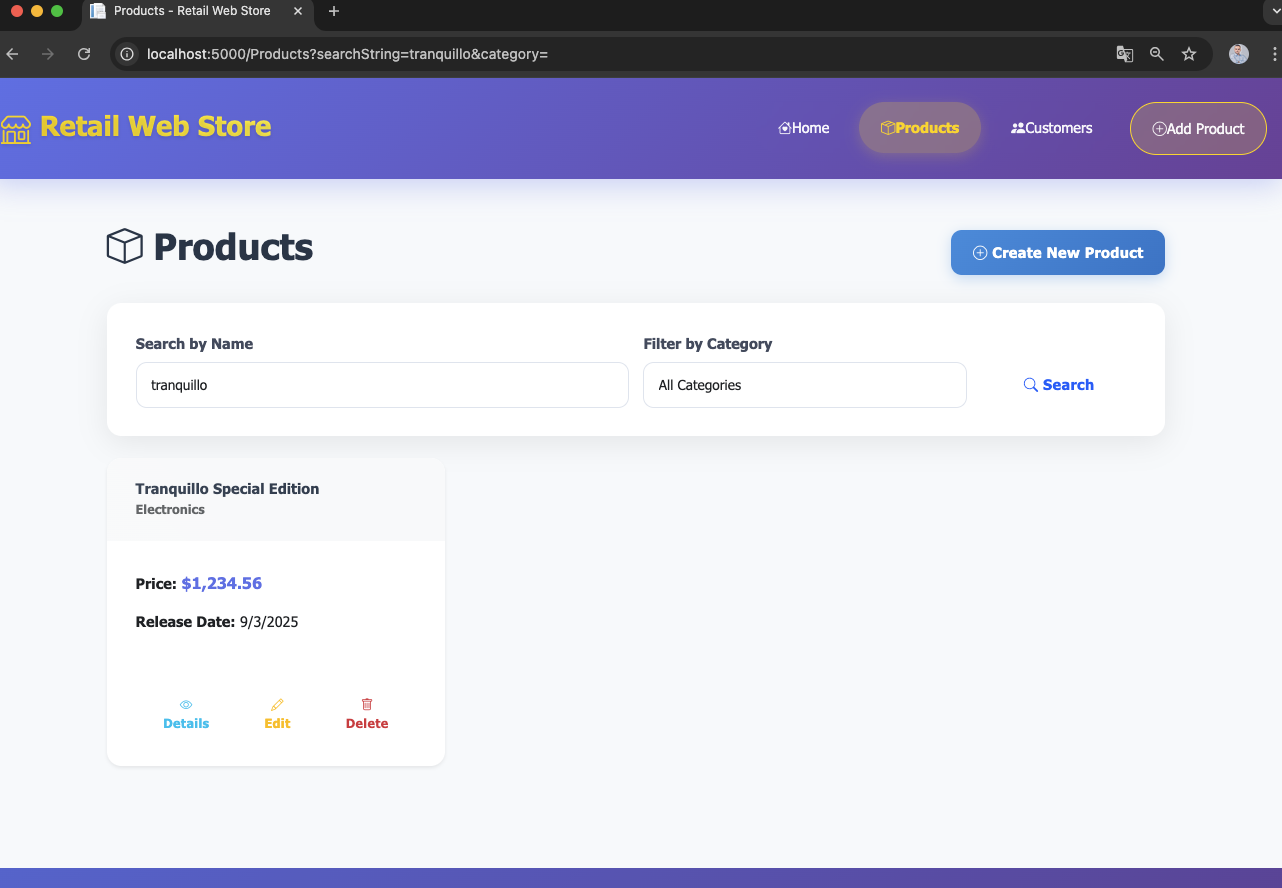 Products - Retail Web Store
localhost:5000/Products?searchString=tranquillo&category=
Retail Web Store
Home
Products
Customers
Add Product
Products
Create New Product
Search by Name
Filter by Category
tranquillo
All Categories
Search
Tranquillo Special Edition
Electronics
Price: $1,234.56
Release Date: 9/3/2025
Details
Edit
Delete